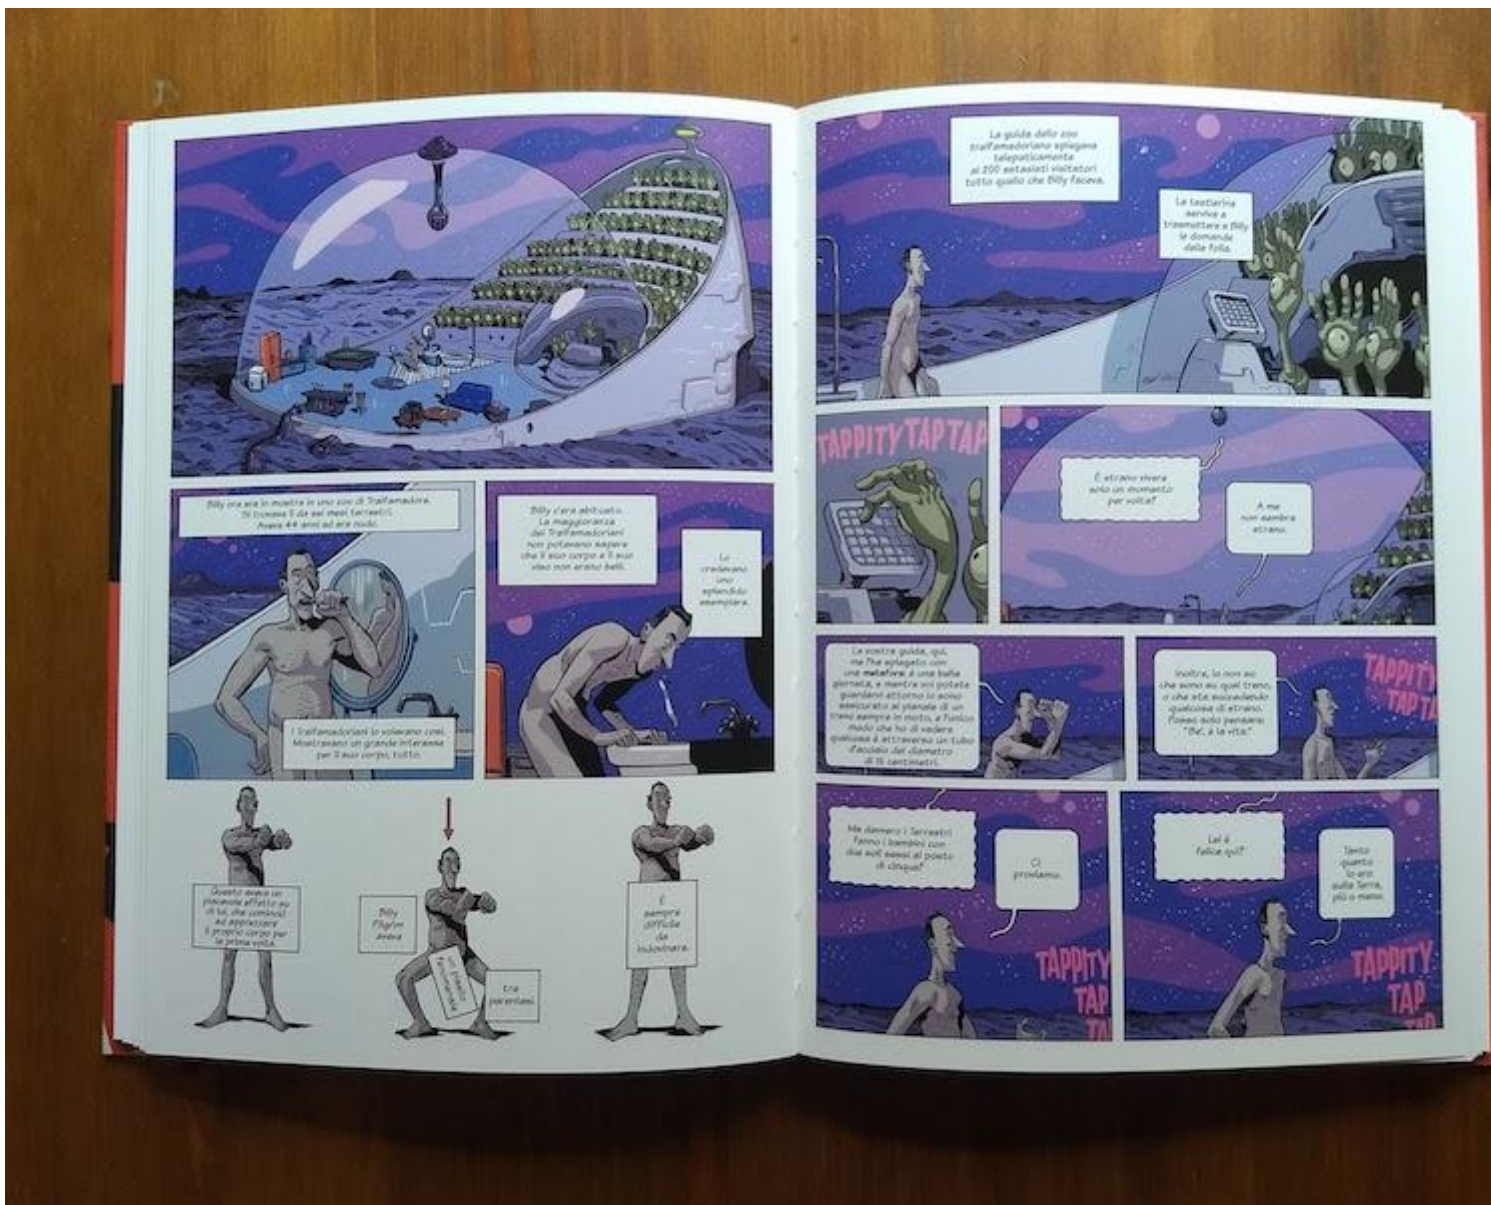 Billy ora era in mostra in uno zoo di Tralfamadore.
Si trovava lì da sei mesi terrestri.
Aveva 44 anni ed era nudo.
I Tralfamadoriani lo volevano così.
Mostravano un grande interesse
per il suo corpo, tutto.
Billy c'era abituato.
La maggioranza
dei Tralfamadoriani
non potevano sapere
che il suo corpo e il suo
viso non erano belli.
Lo
credevano
uno
splendido
esemplare.
Questo aveva un
piacevole effetto su
di lui, che cominciò
ad apprezzare
il proprio corpo per
la prima volta.
Billy
Pilgrim
aveva
un pisello
fenomenale
tra
parentesi.
È
sempre
difficile
da
indovinare.
La guida dello zoo
tralfamadoriano spiegava
telepaticamente
ai 200 estasiati visitatori
tutto quello che Billy faceva.
La tastierina
serviva a
trasmettere a Billy
le domande
della folla.
TAPPITY TAP TAP
È strano vivere
solo un momento
per volta?
A me
non sembra
strano.
La vostra guida, qui,
me l'ha spiegato con
una metafora: è una bella
giornata, e mentre voi potete
guardarvi attorno io sono
assicurato al pianale di un
treno sempre in moto, e l'unico
modo che ho di vedere
qualcosa è attraverso un tubo
d'acciaio del diametro
di 15 centimetri.
Inoltre, io non so
che sono su quel treno,
o che sta succedendo
qualcosa di strano.
Posso solo pensare:
"Be', è la vita."
TAPPITY
TAP TA
Ma davvero i Terrestri
fanno i bambini con
due soli sessi al posto
di cinque?
Ci
proviamo.
TAPPITY
TAP
TA
Lei è
felice qui?
Tanto
quanto
lo ero
sulla Terra,
più o meno.
TAPPITY
TAP
TAP